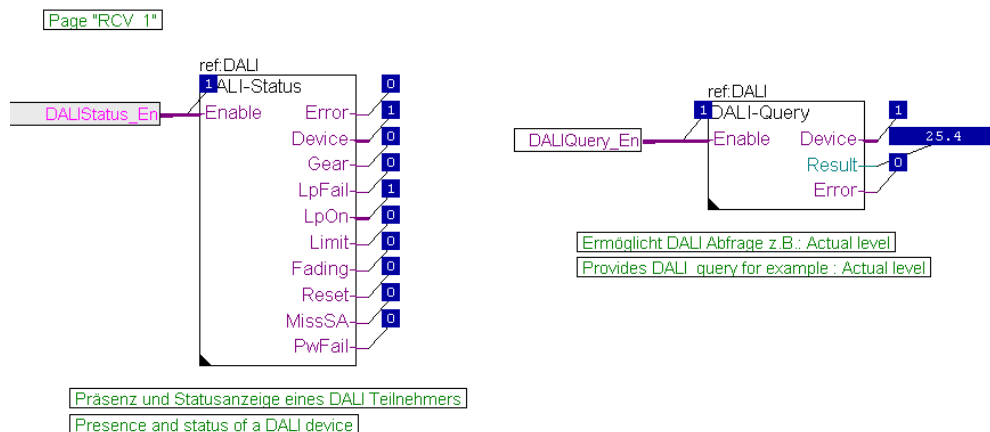 Page "RCV_1"
ref:DALI
1 ALI-Status
DALIStatus_En
Enable
Error 0
Device 1
Gear 0
LpFail 0
LpOn 1
Limit 0
Fading 0
Reset 0
MissSA 0
PwFail 0
Präsenz und Statusanzeige eines DALI Teilnehmers
Presence and status of a DALI device
ref:DALI
1 DALI-Query
DALIQuery_En
Enable
Device 1
Result 25.4
Error 0
Ermöglicht DALI Abfrage z.B.: Actual level
Provides DALI query for example : Actual level